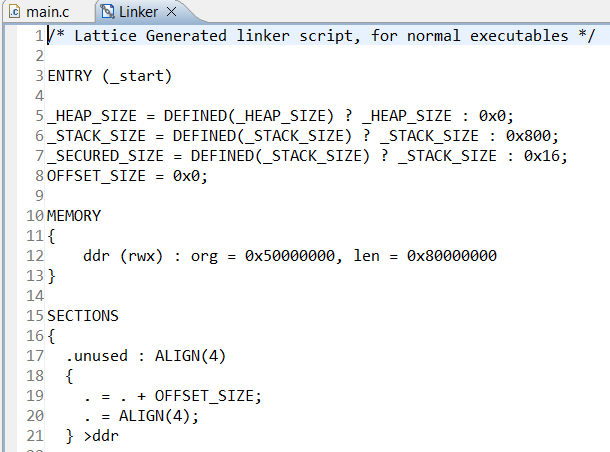 main.c Linker
1 /* Lattice Generated linker script, for normal executables */
2
3 ENTRY (_start)
4
5 _HEAP_SIZE = DEFINED(_HEAP_SIZE) ? _HEAP_SIZE : 0x0;
6 _STACK_SIZE = DEFINED(_STACK_SIZE) ? _STACK_SIZE : 0x800;
7 _SECURED_SIZE = DEFINED(_STACK_SIZE) ? _STACK_SIZE : 0x16;
8 OFFSET_SIZE = 0x0;
9
10 MEMORY
11 {
12     ddr (rwx) : org = 0x50000000, len = 0x80000000
13 }
14
15 SECTIONS
16 {
17   .unused : ALIGN(4)
18   {
19     . = . + OFFSET_SIZE;
20     . = ALIGN(4);
21   } >ddr